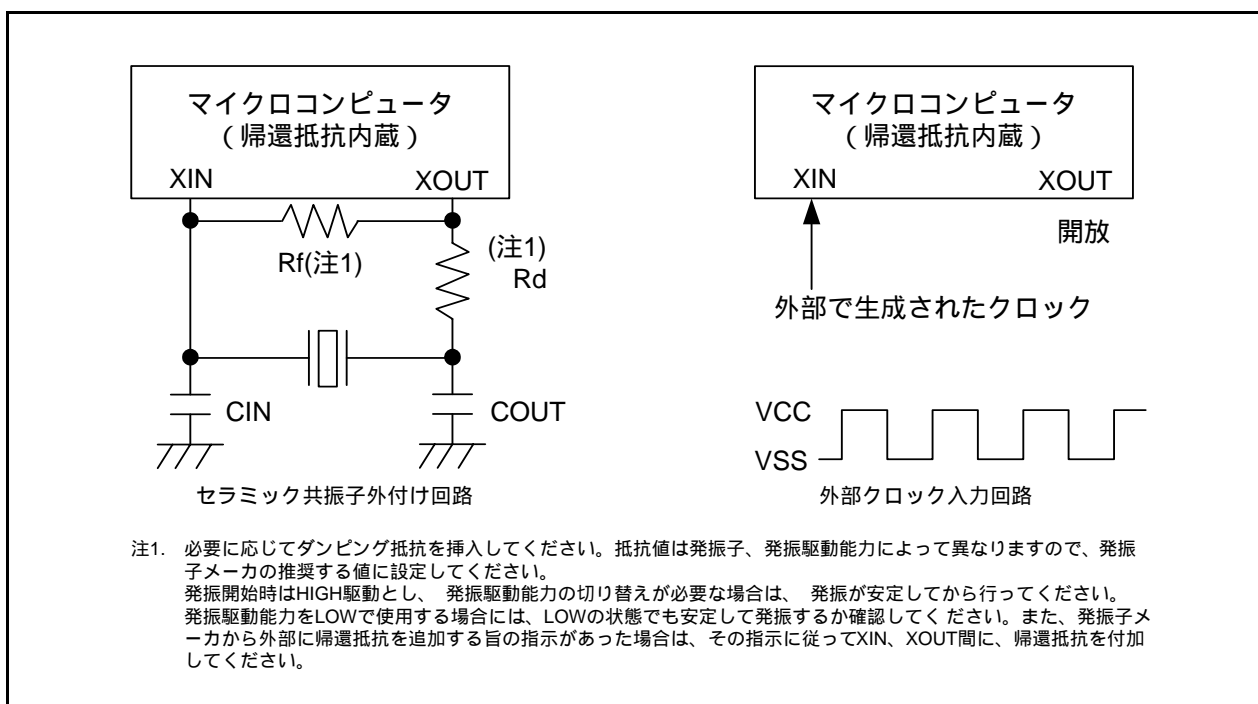 マイクロコンピュータ
(帰還抵抗内蔵)
XIN
XOUT
Rf(注1)
(注1)
Rd
CIN
COUT
セラミック共振子外付け回路
マイクロコンピュータ
(帰還抵抗内蔵)
XIN
XOUT
開放
外部で生成されたクロック
VCC
VSS
外部クロック入力回路
注1. 必要に応じてダンピング抵抗を挿入してください。抵抗値は発振子、発振駆動能力によって異なりますので、発振
子メーカの推奨する値に設定してください。
発振開始時はHIGH駆動とし、 発振駆動能力の切り替えが必要な場合は、 発振が安定してから行ってください。
発振駆動能力をLOWで使用する場合には、LOWの状態でも安定して発振するか確認してく ださい。また、発振子メ
ーカから外部に帰還抵抗を追加する旨の指示があった場合は、その指示に従ってXIN、XOUT間に、帰還抵抗を付加
してください。